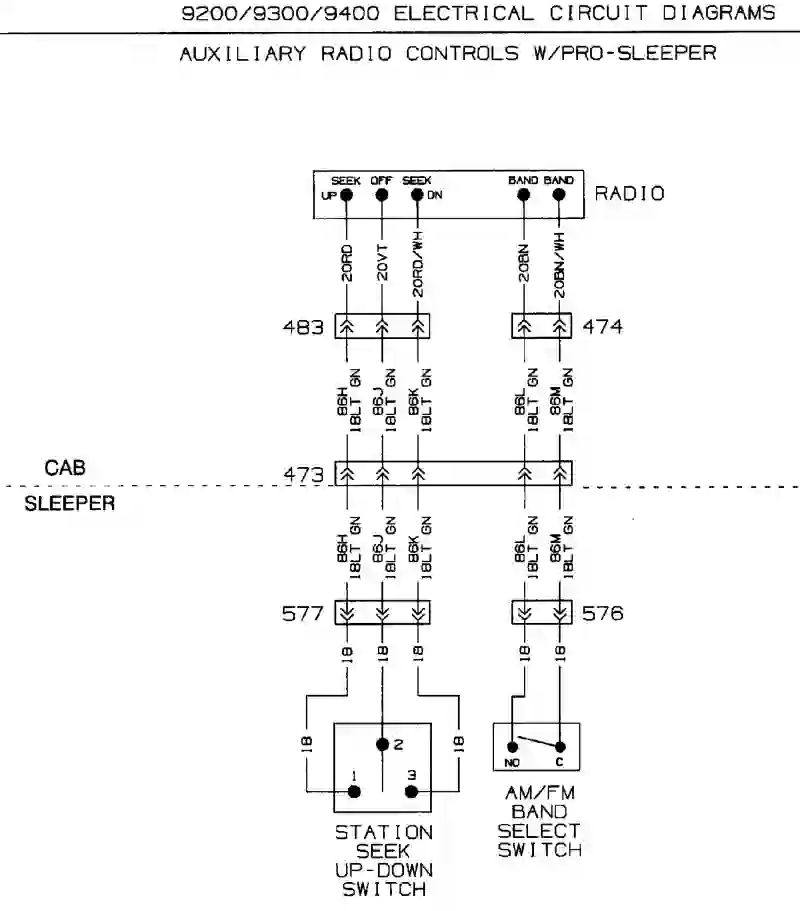 9200/9300/9400 ELECTRICAL CIRCUIT DIAGRAMS
AUXILIARY RADIO CONTROLS W/PRO-SLEEPER
SEEK OFF SEEK BAND BAND
UP DN
RADIO
20RD 20VT 20RD/WH 20BN 20BN/WH
483 474
86H 86J 86K 86L 86M
18LT GN 18LT GN 18LT GN 18LT GN 18LT GN
CAB
473
SLEEPER
86H 86J 86K 86L 86M
18LT GN 18LT GN 18LT GN 18LT GN 18LT GN
577 576
18 18 18 18 18
18 18
2
1 3
NO C
STATION
SEEK
UP-DOWN
SWITCH
AM/FM
BAND
SELECT
SWITCH